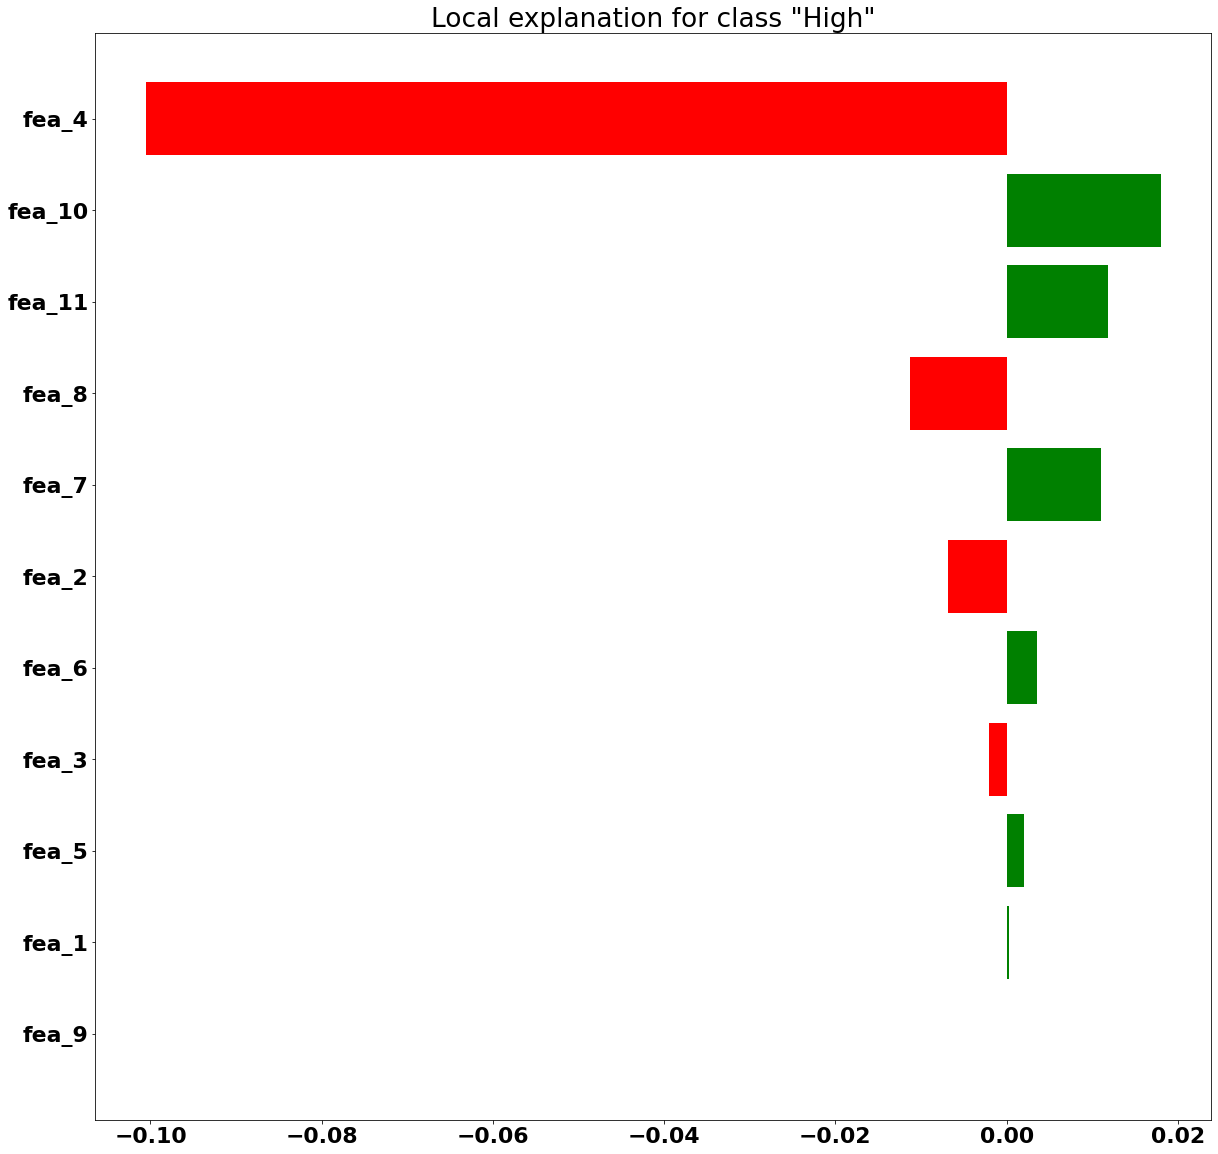 Local explanation for class "High"
fea_4
fea_10
fea_11
fea_8
fea_7
fea_2
fea_6
fea_3
fea_5
fea_1
fea_9
−0.10 −0.08 −0.06 −0.04 −0.02 0.00 0.02